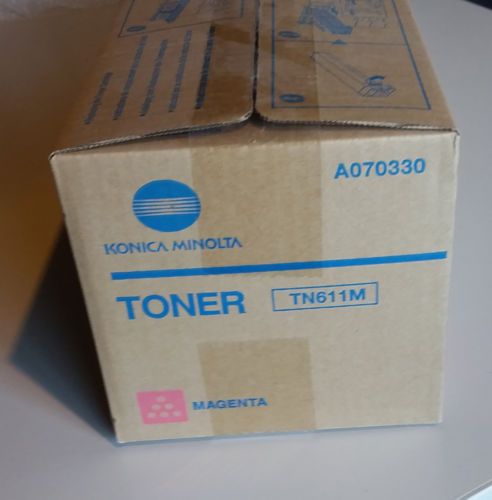 A070330
KONICA MINOLTA
TONER TN611M
MAGENTA